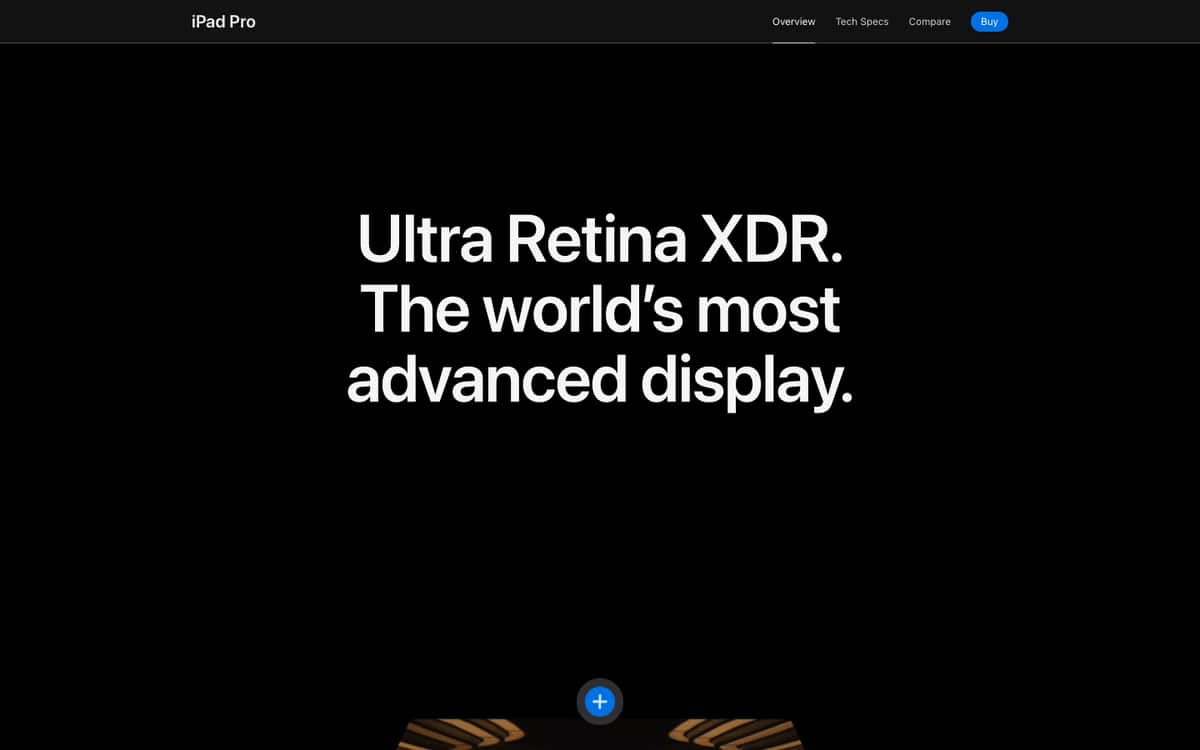 iPad Pro
Overview
Tech Specs
Compare
Buy
Ultra Retina XDR.
The world’s most
advanced display.